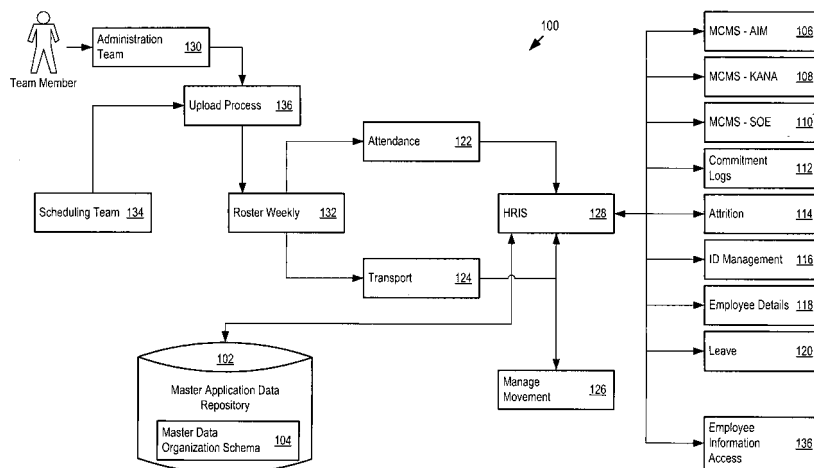 100
Team Member
Administration
Team 130
Upload Process 136
Scheduling Team 134
Roster Weekly 132
Attendance 122
Transport 124
HRIS 128
Manage
Movement 126
102
Master Application Data
Repository
Master Data
Organization Schema 104
MCMS - AIM 106
MCMS - KANA 108
MCMS - SOE 110
Commitment
Logs 112
Attrition 114
ID Management 116
Employee Details 118
Leave 120
Employee
Information
Access 136